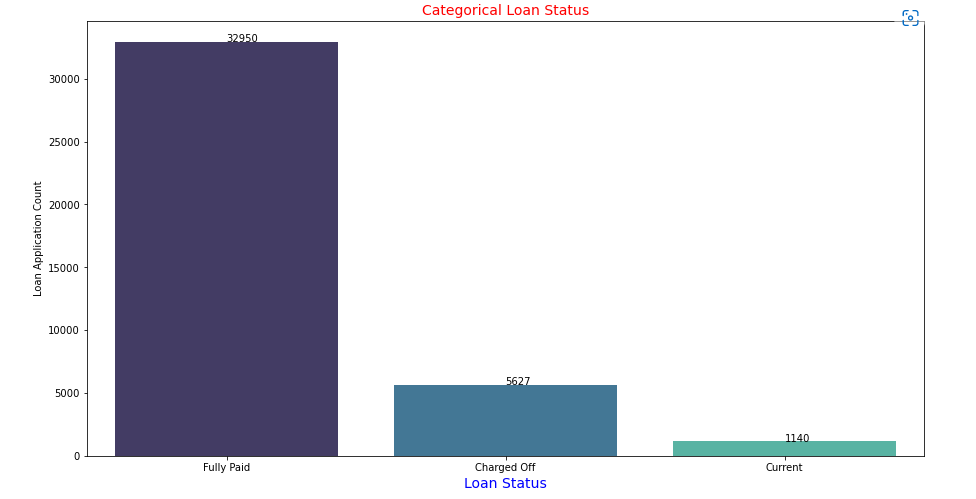 Categorical Loan Status
32950
30000
25000
20000
15000
10000
5000
0
Loan Application Count
5627
1140
Fully Paid
Charged Off
Current
Loan Status